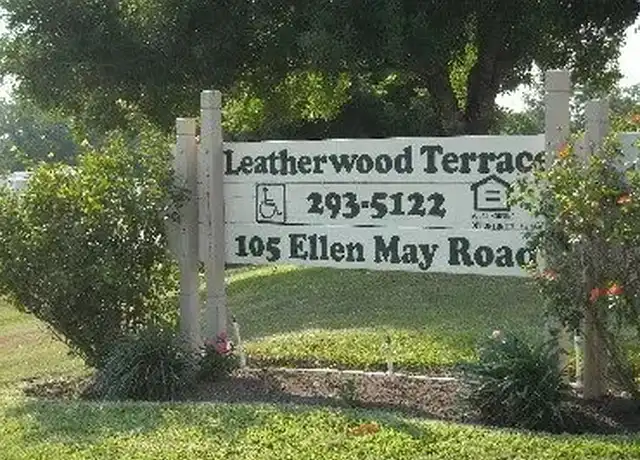 Leatherwood Terrace
293-5122
105 Ellen May Road